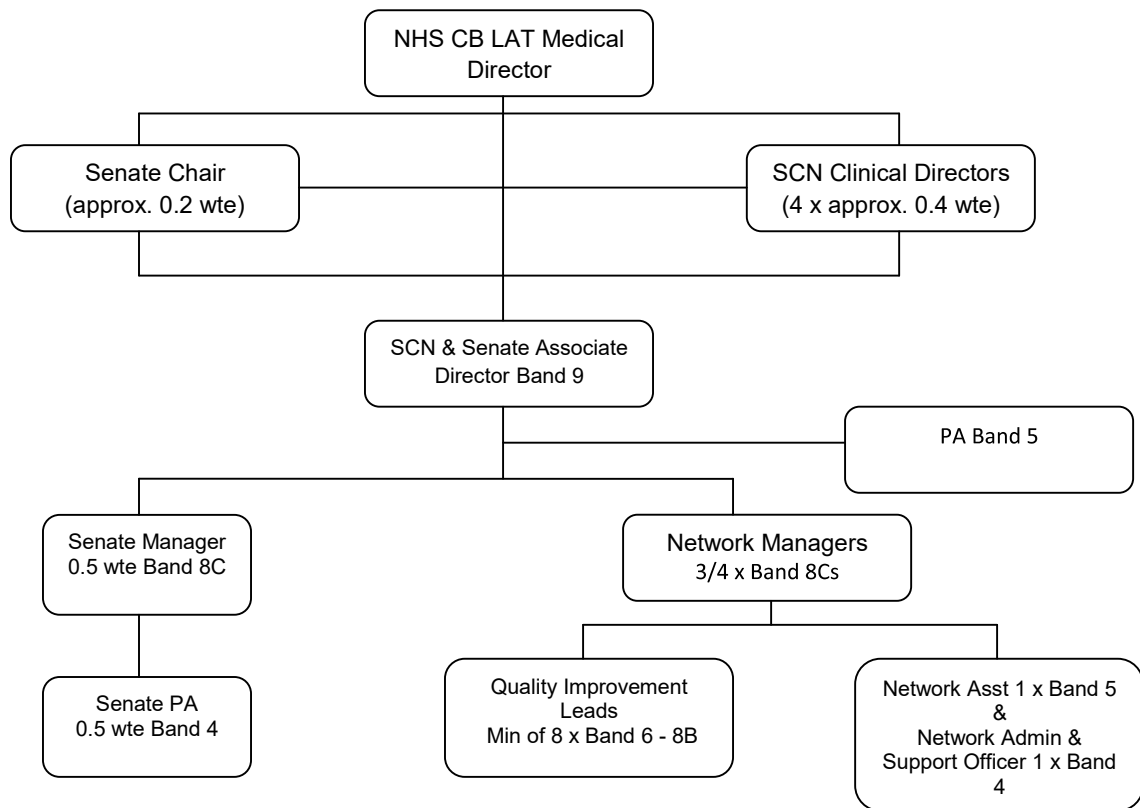 NHS CB LAT Medical
Director
Senate Chair
(approx. 0.2 wte)
SCN Clinical Directors
(4 x approx. 0.4 wte)
SCN & Senate Associate
Director Band 9
PA Band 5
Senate Manager
0.5 wte Band 8C
Network Managers
3/4 x Band 8Cs
Senate PA
0.5 wte Band 4
Quality Improvement
Leads
Min of 8 x Band 6 - 8B
Network Asst 1 x Band 5
&
Network Admin &
Support Officer 1 x Band
4